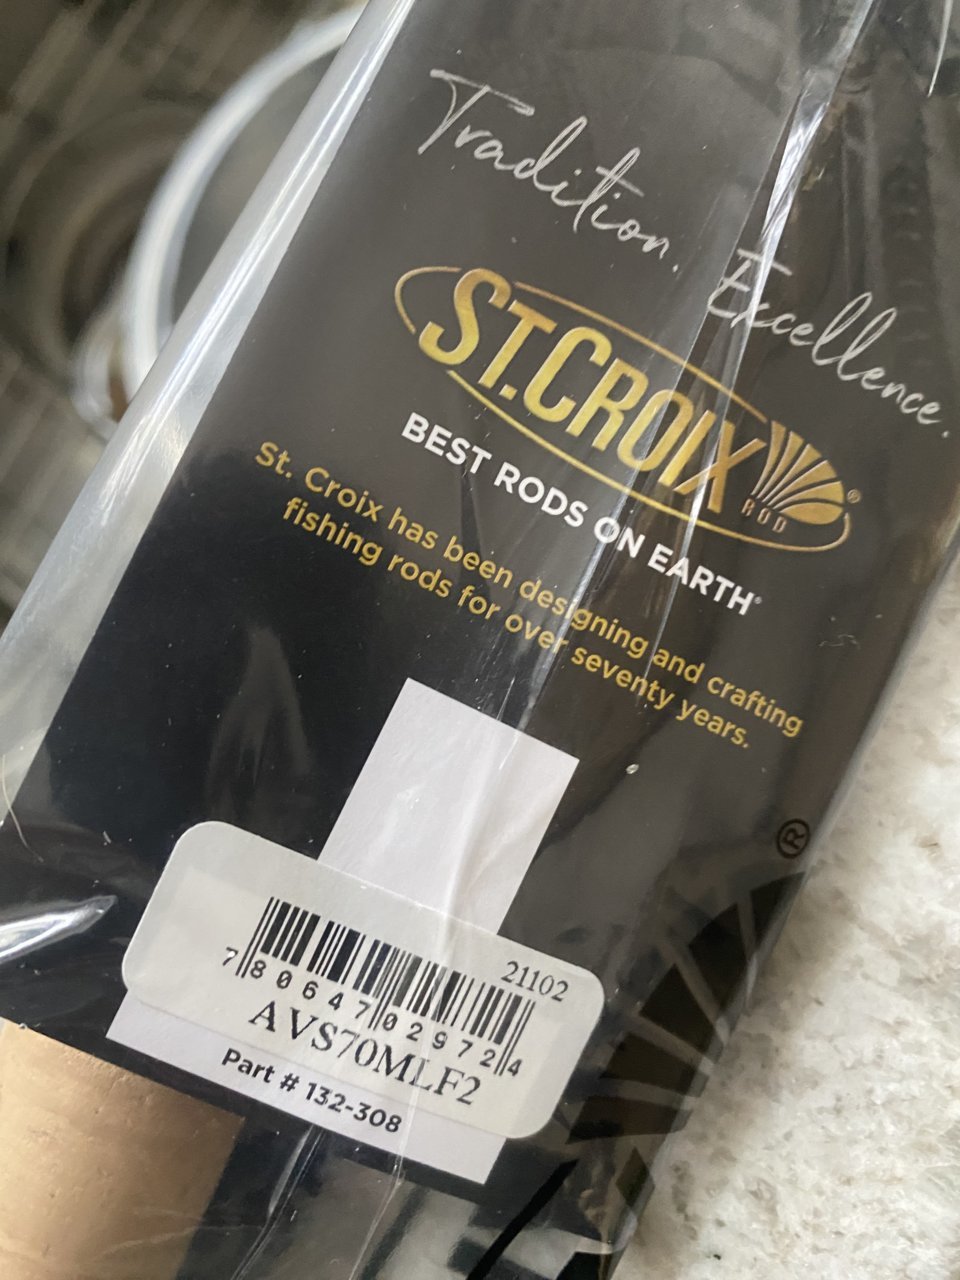 Tradition. Excellence.
ST.CROIX
ROD ®
BEST RODS ON EARTH®
St. Croix has been designing and crafting
fishing rods for over seventy years.
®
21102
7 80647 02972 4
AVS70MLF2
Part # 132-308